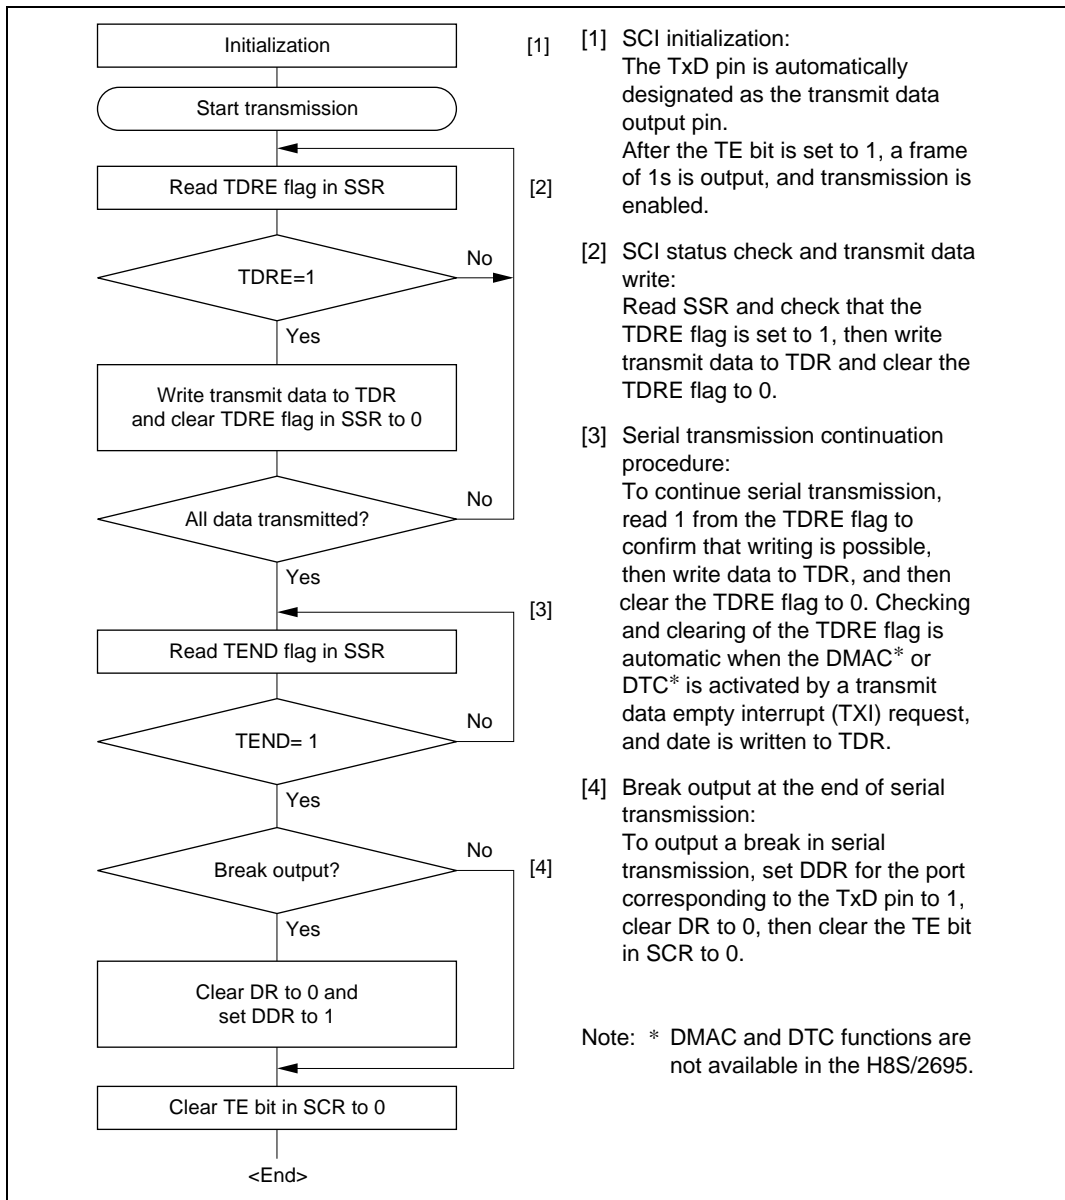 Initialization
[1]
Start transmission
Read TDRE flag in SSR
[2]
TDRE=1
No
Yes
Write transmit data to TDR
and clear TDRE flag in SSR to 0
All data transmitted?
No
Yes
[3]
Read TEND flag in SSR
TEND= 1
No
Yes
Break output?
No
[4]
Yes
Clear DR to 0 and
set DDR to 1
Clear TE bit in SCR to 0
<End>
[1] SCI initialization:
The TxD pin is automatically
designated as the transmit data
output pin.
After the TE bit is set to 1, a frame
of 1s is output, and transmission is
enabled.
[2] SCI status check and transmit data
write:
Read SSR and check that the
TDRE flag is set to 1, then write
transmit data to TDR and clear the
TDRE flag to 0.
[3] Serial transmission continuation
procedure:
To continue serial transmission,
read 1 from the TDRE flag to
confirm that writing is possible,
then write data to TDR, and then
clear the TDRE flag to 0. Checking
and clearing of the TDRE flag is
automatic when the DMAC* or
DTC* is activated by a transmit
data empty interrupt (TXI) request,
and date is written to TDR.
[4] Break output at the end of serial
transmission:
To output a break in serial
transmission, set DDR for the port
corresponding to the TxD pin to 1,
clear DR to 0, then clear the TE bit
in SCR to 0.
Note: * DMAC and DTC functions are
not available in the H8S/2695.